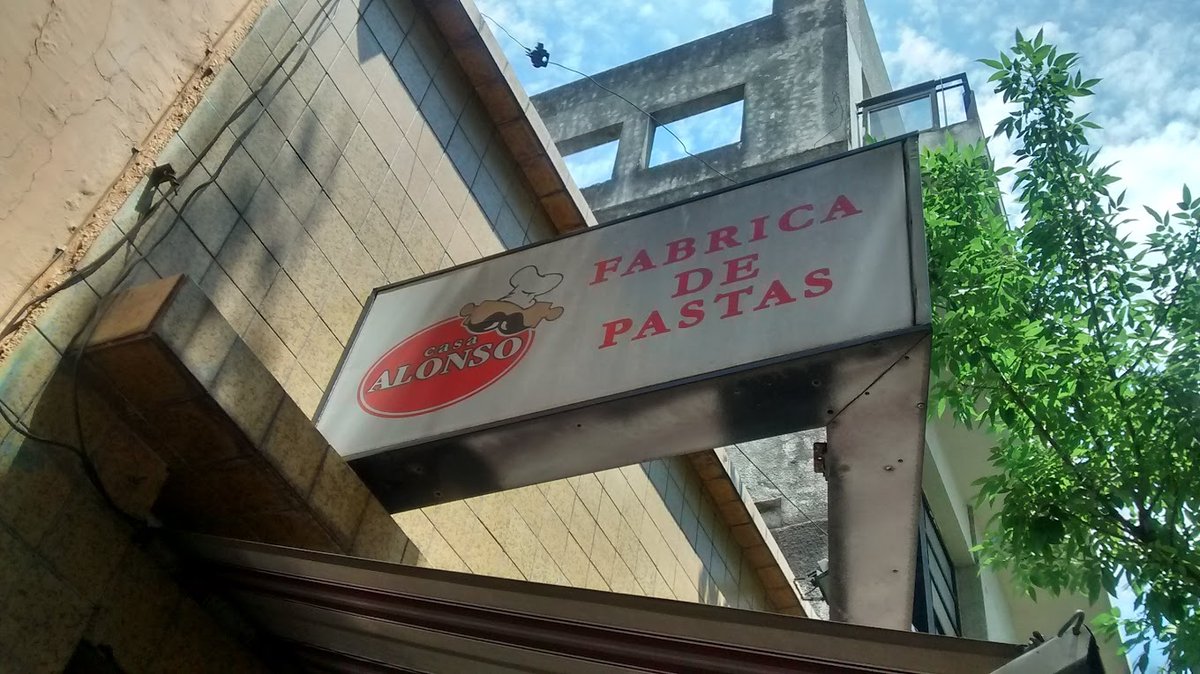 casa
ALONSO
FABRICA
DE
PASTAS